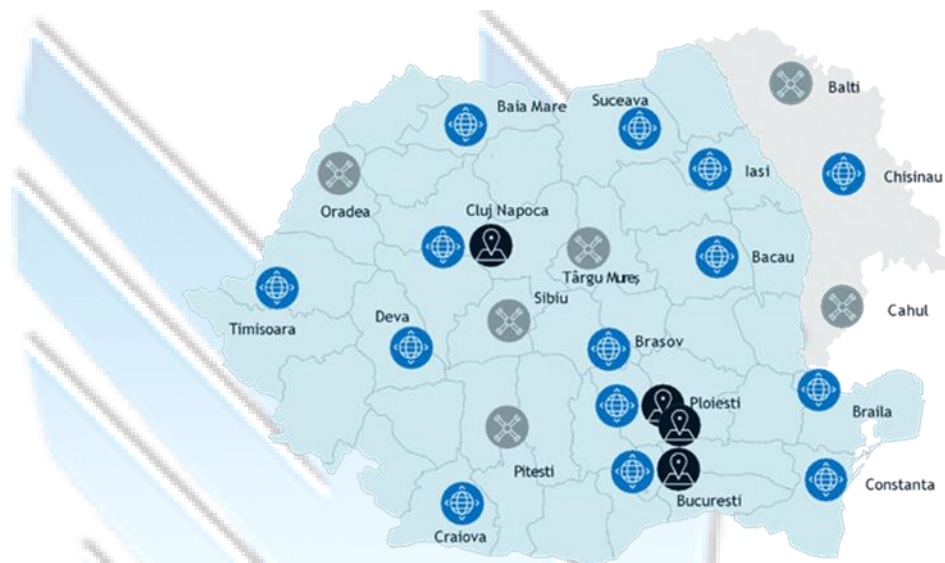 Balti
Baia Mare
Suceava
Iasi
Chisinau
Oradea
Cluj Napoca
Târgu Mureș
Bacau
Sibiu
Cahul
Timisoara
Deva
Brasov
Ploiesti
Braila
Pitesti
Constanta
Bucuresti
Craiova